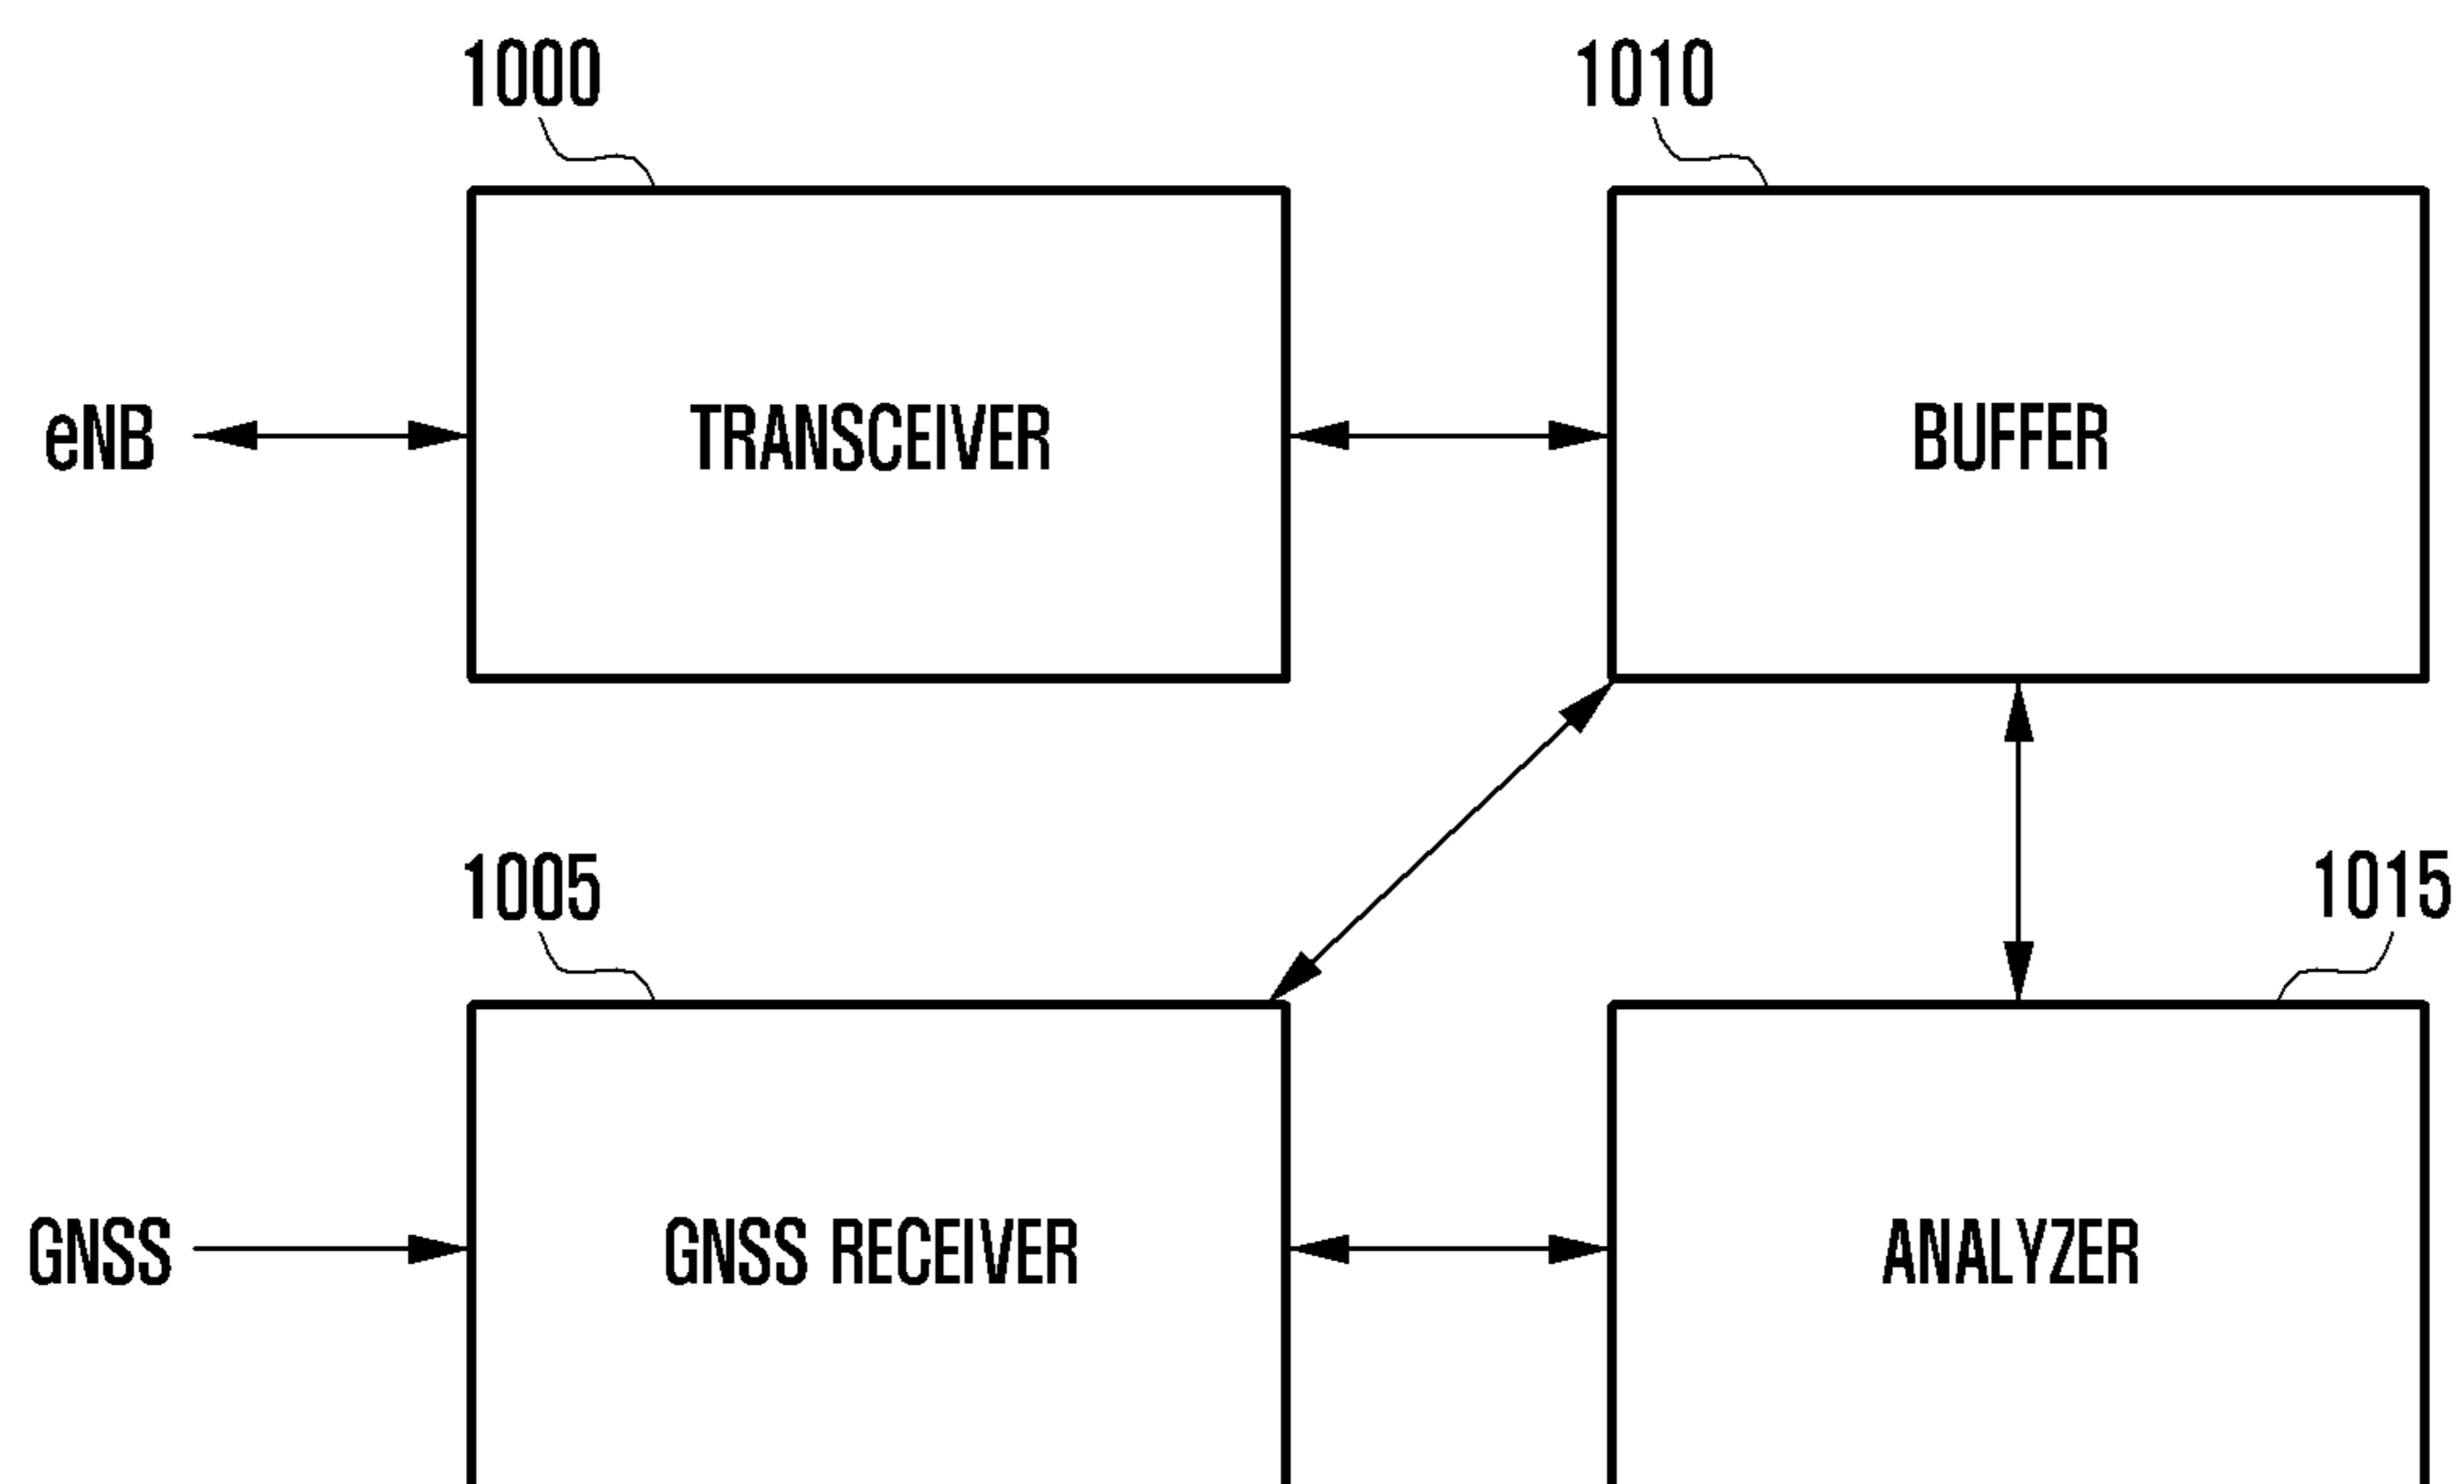 1000
1010
eNB
TRANSCEIVER
BUFFER
1005
1015
GNSS
GNSS RECEIVER
ANALYZER